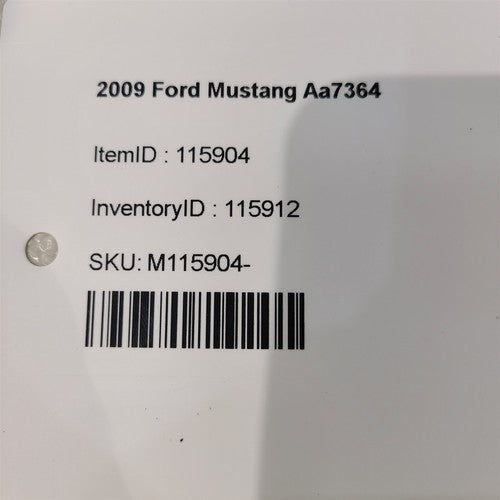 2009 Ford Mustang Aa7364
ItemID : 115904
InventoryID : 115912
SKU: M115904-